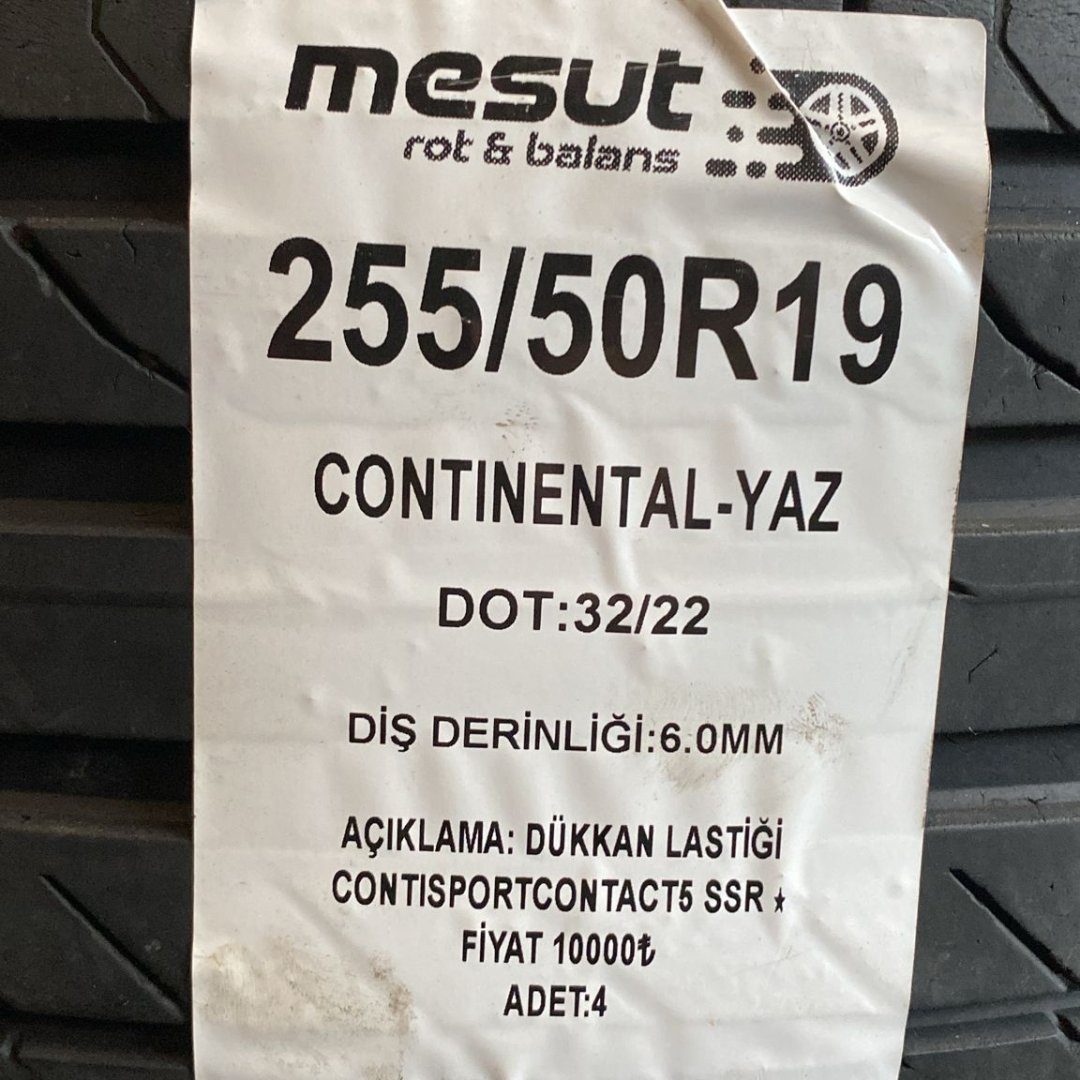 mesut
rot & balans
255/50R19
CONTINENTAL-YAZ
DOT:32/22
DİŞ DERİNLİĞİ:6.0MM
AÇIKLAMA: DÜKKAN LASTİĞİ
CONTISPORTCONTACT5 SSR ★
FİYAT 10000₺
ADET:4